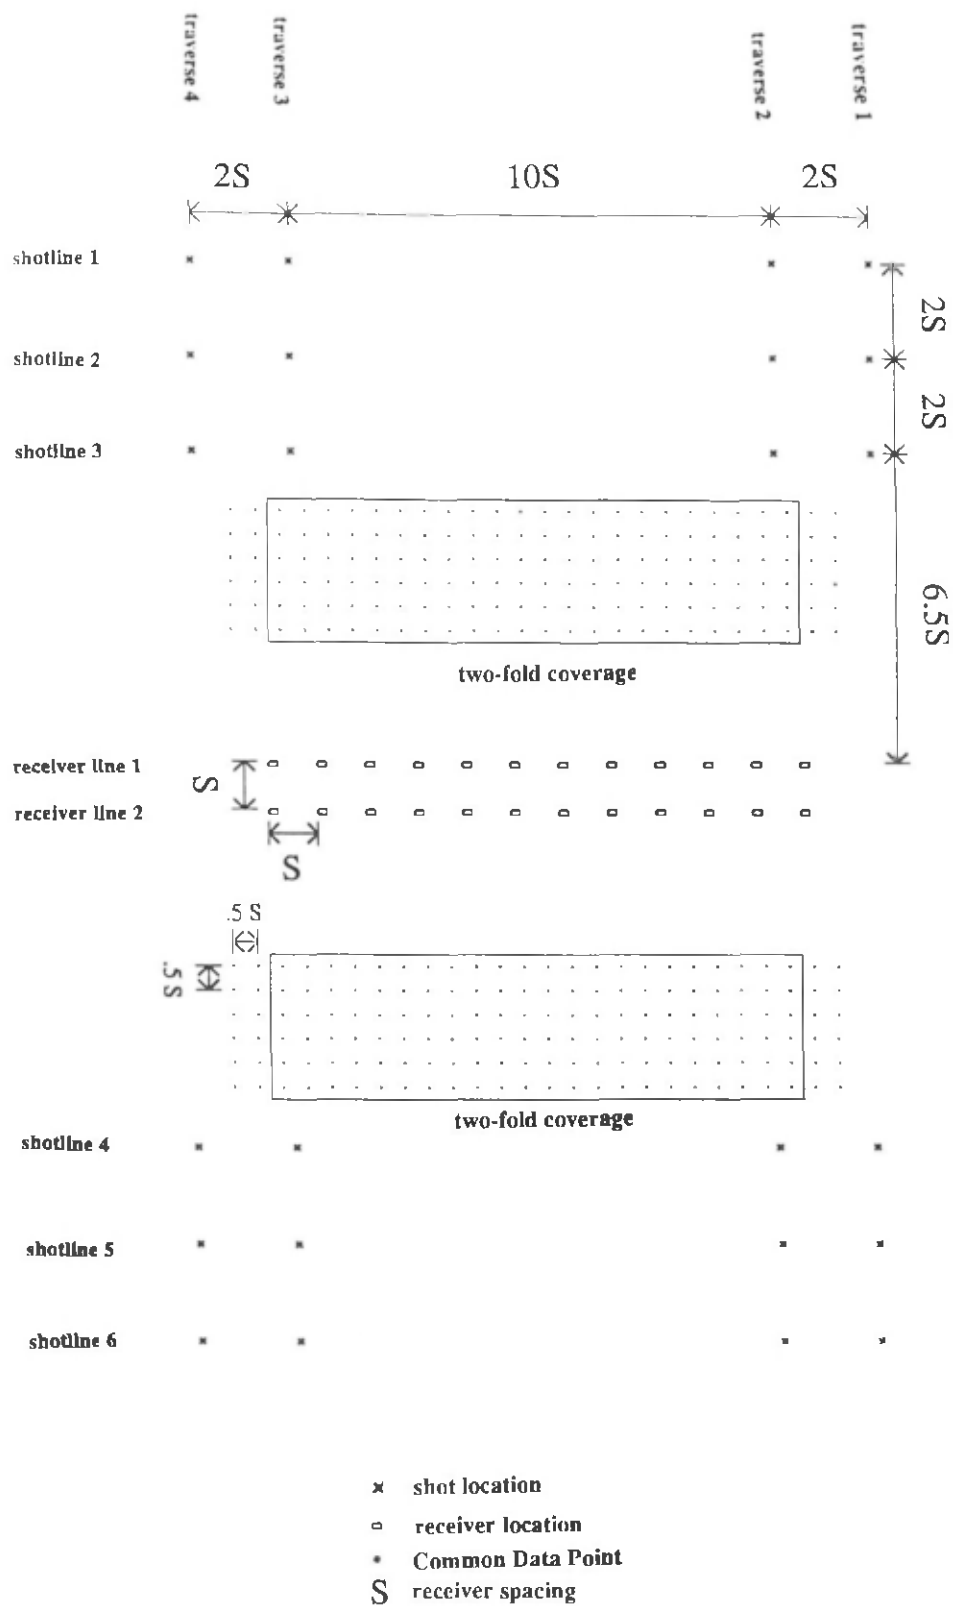 traverse 4
traverse 3
traverse 2
traverse 1
2S
10S
2S
shotline 1
2S
shotline 2
2S
shotline 3
6.5S
two-fold coverage
receiver line 1
S
receiver line 2
S
.5 S
.5 S
two-fold coverage
shotline 4
shotline 5
shotline 6
shot location
receiver location
Common Data Point
S receiver spacing